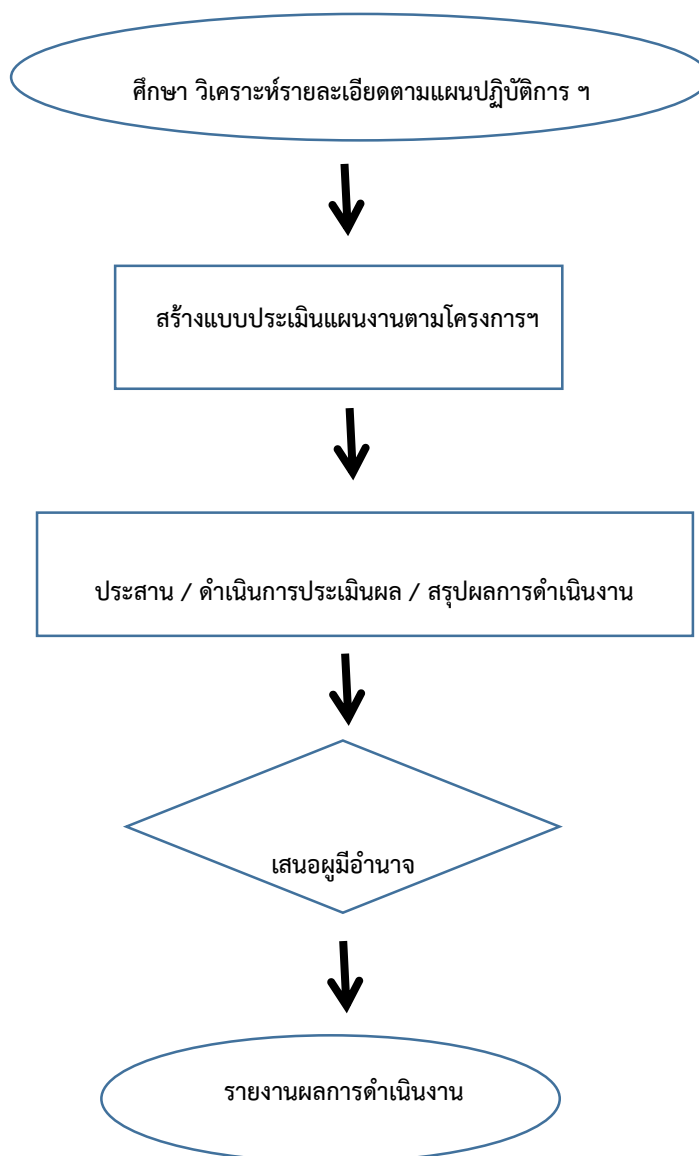 ศึกษา วิเคราะห์รายละเอียดตามแผนปฏิบัติการ ฯ
สร้างแบบประเมินแผนงานตามโครงการฯ
ประสาน / ดำเนินการประเมินผล / สรุปผลการดำเนินงาน
เสนอผูมีอำนาจ
รายงานผลการดำเนินงาน